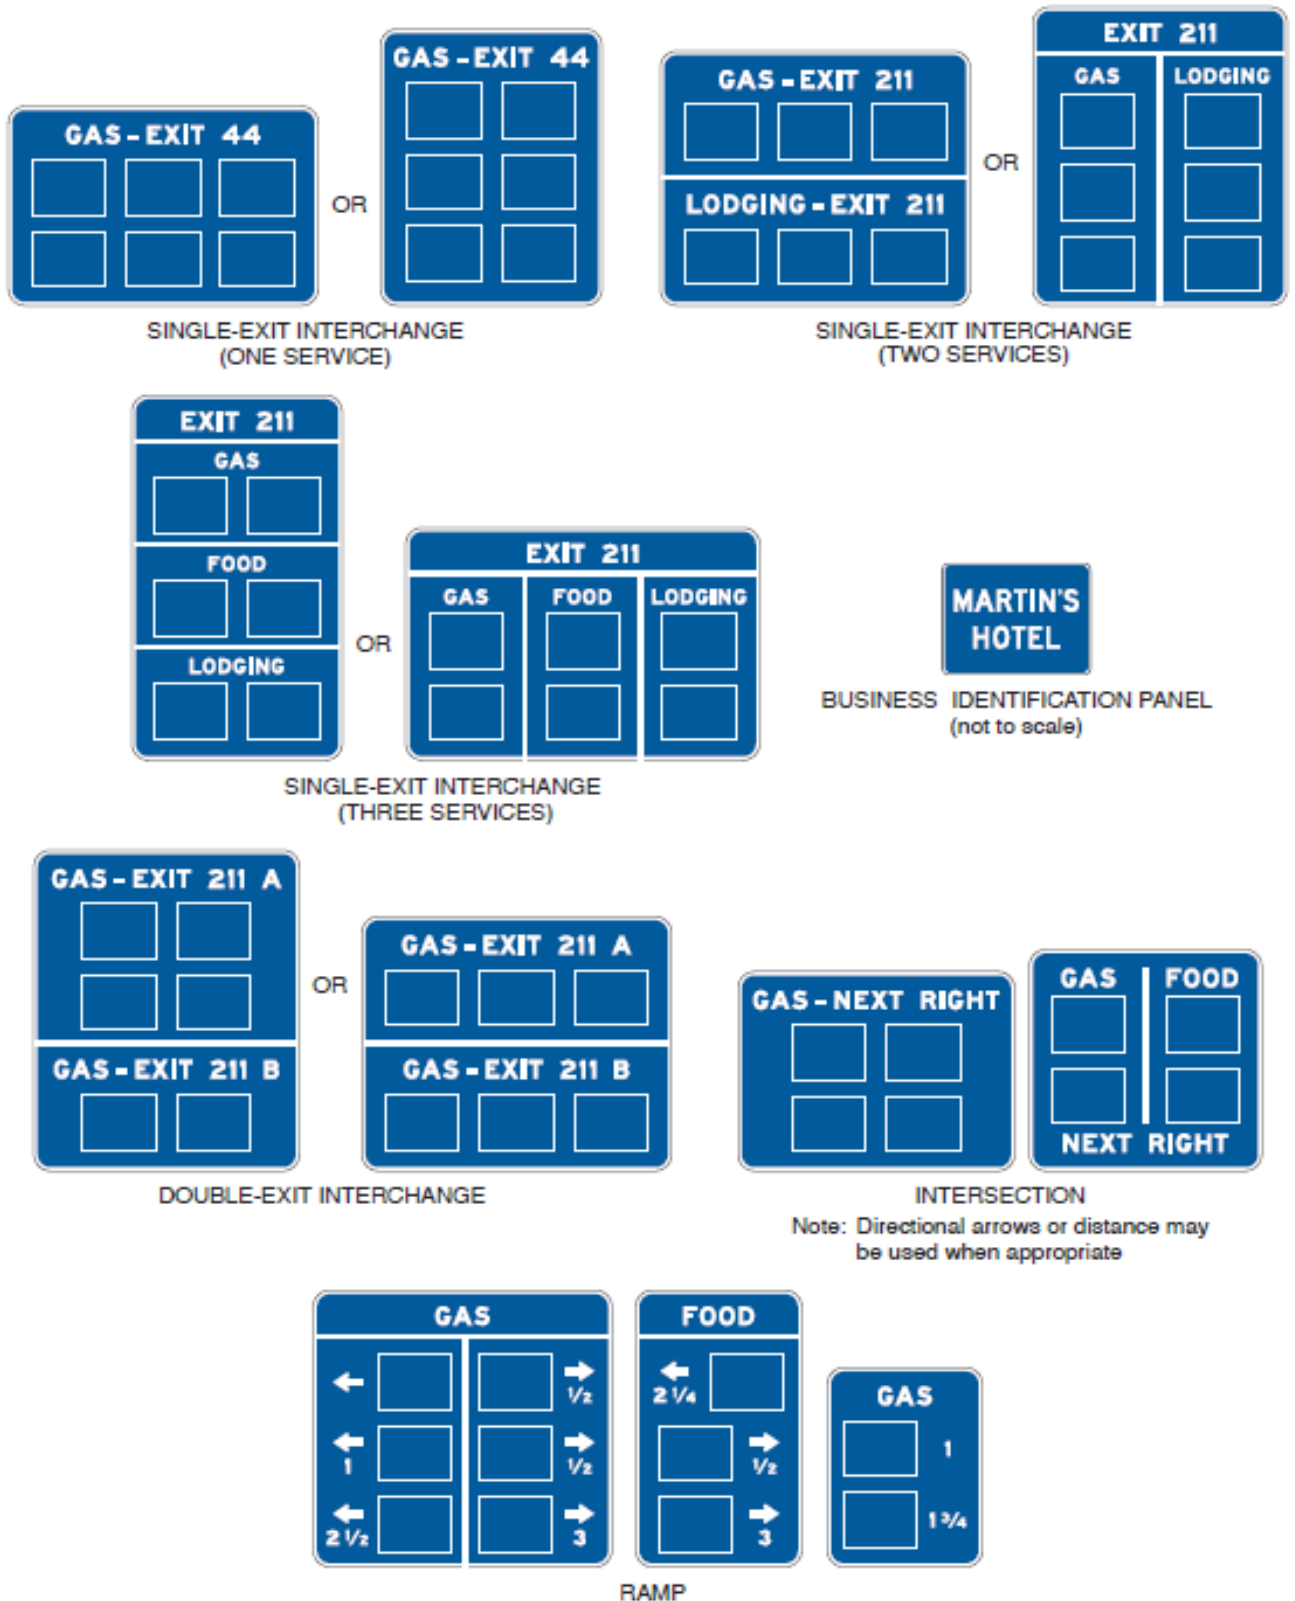 GAS - EXIT 44
OR
GAS - EXIT 44
SINGLE-EXIT INTERCHANGE
(ONE SERVICE)
GAS - EXIT 211
LODGING - EXIT 211
OR
EXIT 211
GAS
LODGING
SINGLE-EXIT INTERCHANGE
(TWO SERVICES)
EXIT 211
GAS
FOOD
LODGING
OR
EXIT 211
GAS
FOOD
LODGING
SINGLE-EXIT INTERCHANGE
(THREE SERVICES)
MARTIN'S
HOTEL
BUSINESS IDENTIFICATION PANEL
(not to scale)
GAS - EXIT 211 A
GAS - EXIT 211 B
OR
GAS - EXIT 211 A
GAS - EXIT 211 B
DOUBLE-EXIT INTERCHANGE
GAS - NEXT RIGHT
GAS
FOOD
NEXT RIGHT
INTERSECTION
Note: Directional arrows or distance may
be used when appropriate
GAS
← → 1/2
← 1 → 1/2
← 2 1/2 → 3
FOOD
← 2 1/4
→ 1/2
→ 3
GAS
1
1 3/4
RAMP